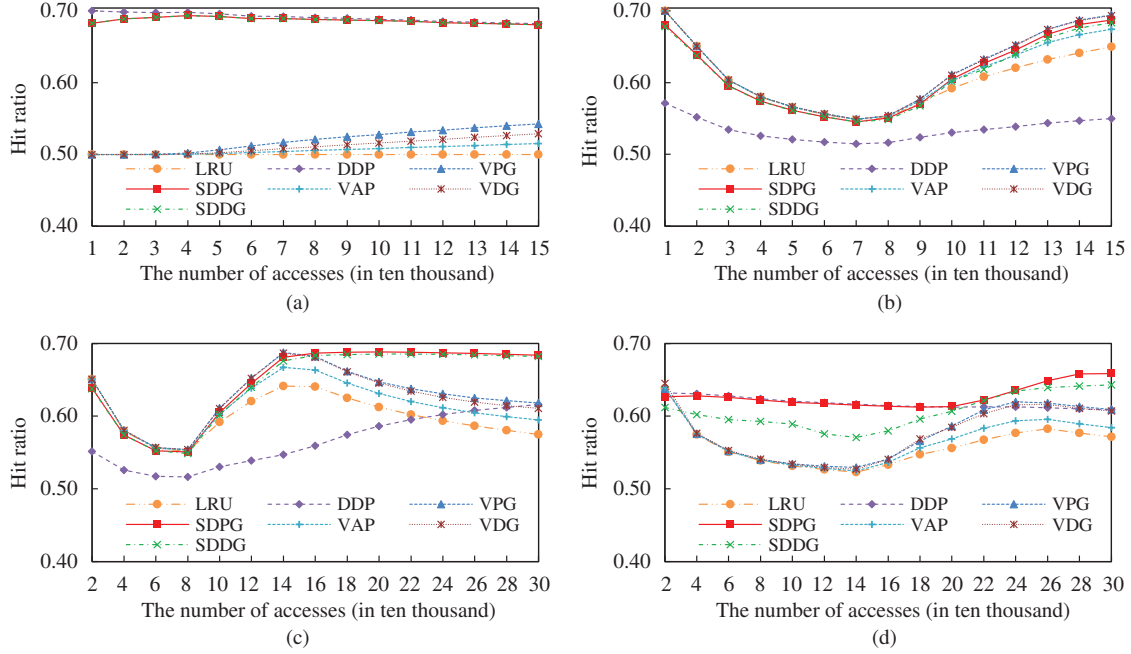 0.70
0.60
0.50
0.40
Hit ratio
LRU DDP VPG
SDPG VAP VDG
SDDG
1 2 3 4 5 6 7 8 9 10 11 12 13 14 15
The number of accesses (in ten thousand)
(a)
0.70
0.60
0.50
0.40
Hit ratio
LRU DDP VPG
SDPG VAP VDG
SDDG
1 2 3 4 5 6 7 8 9 10 11 12 13 14 15
The number of accesses (in ten thousand)
(b)
0.70
0.60
0.50
0.40
Hit ratio
LRU DDP VPG
SDPG VAP VDG
SDDG
2 4 6 8 10 12 14 16 18 20 22 24 26 28 30
The number of accesses (in ten thousand)
(c)
0.70
0.60
0.50
0.40
Hit ratio
LRU DDP VPG
SDPG VAP VDG
SDDG
2 4 6 8 10 12 14 16 18 20 22 24 26 28 30
The number of accesses (in ten thousand)
(d)